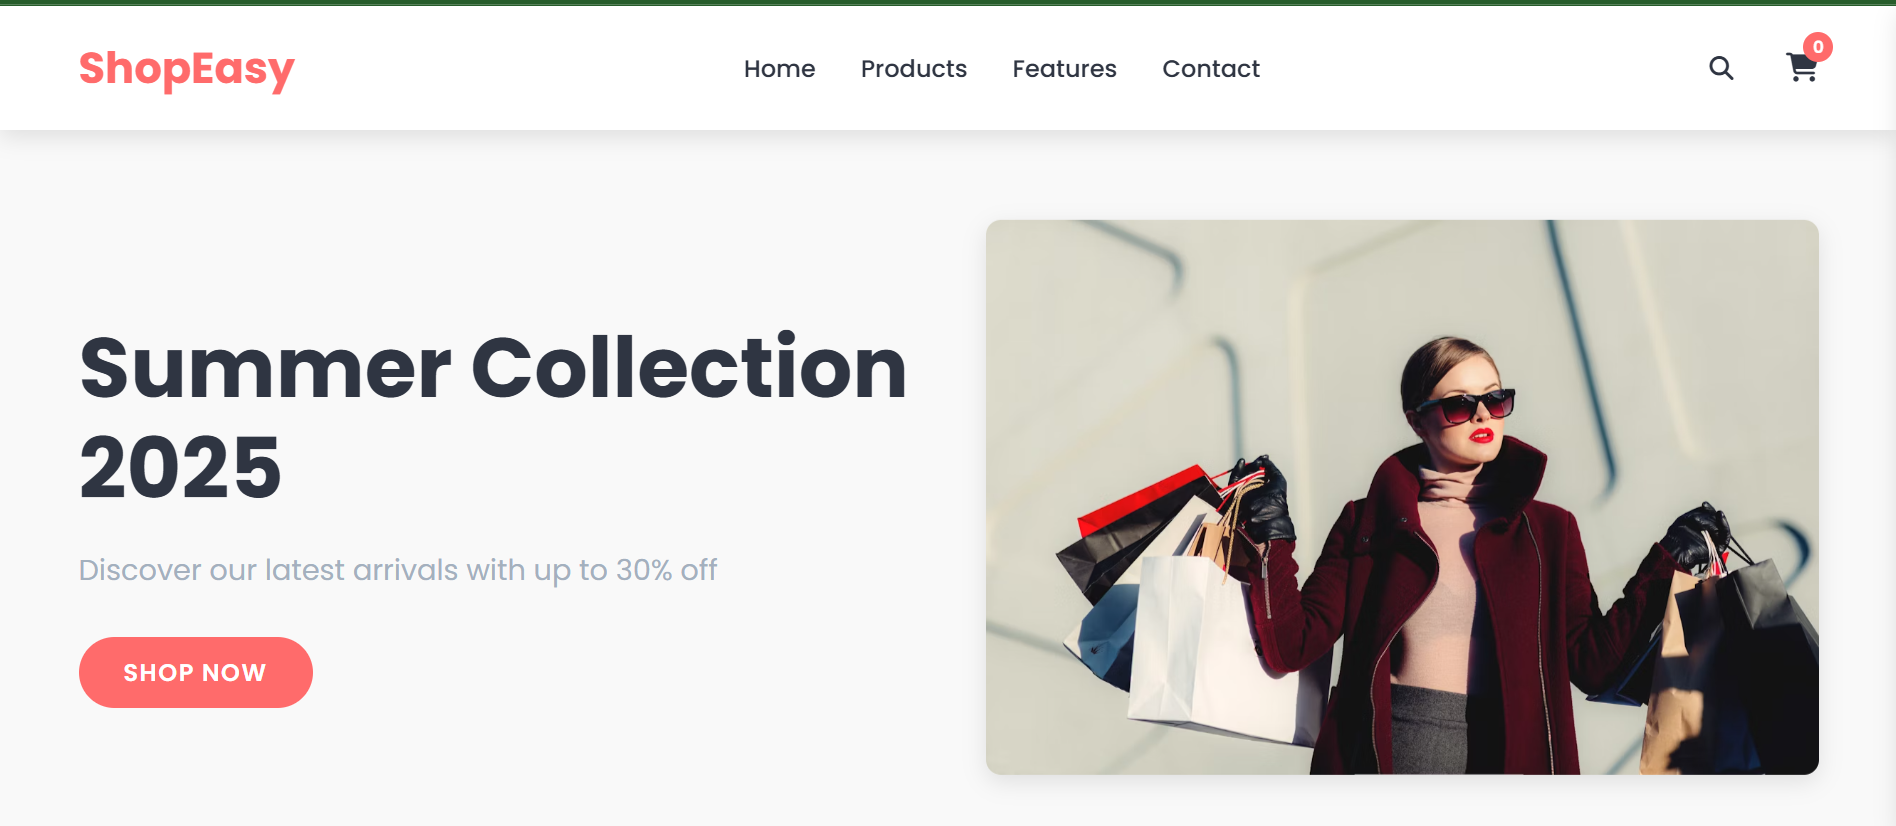 ShopEasy
Home Products Features Contact
0
Summer Collection
2025
Discover our latest arrivals with up to 30% off
SHOP NOW